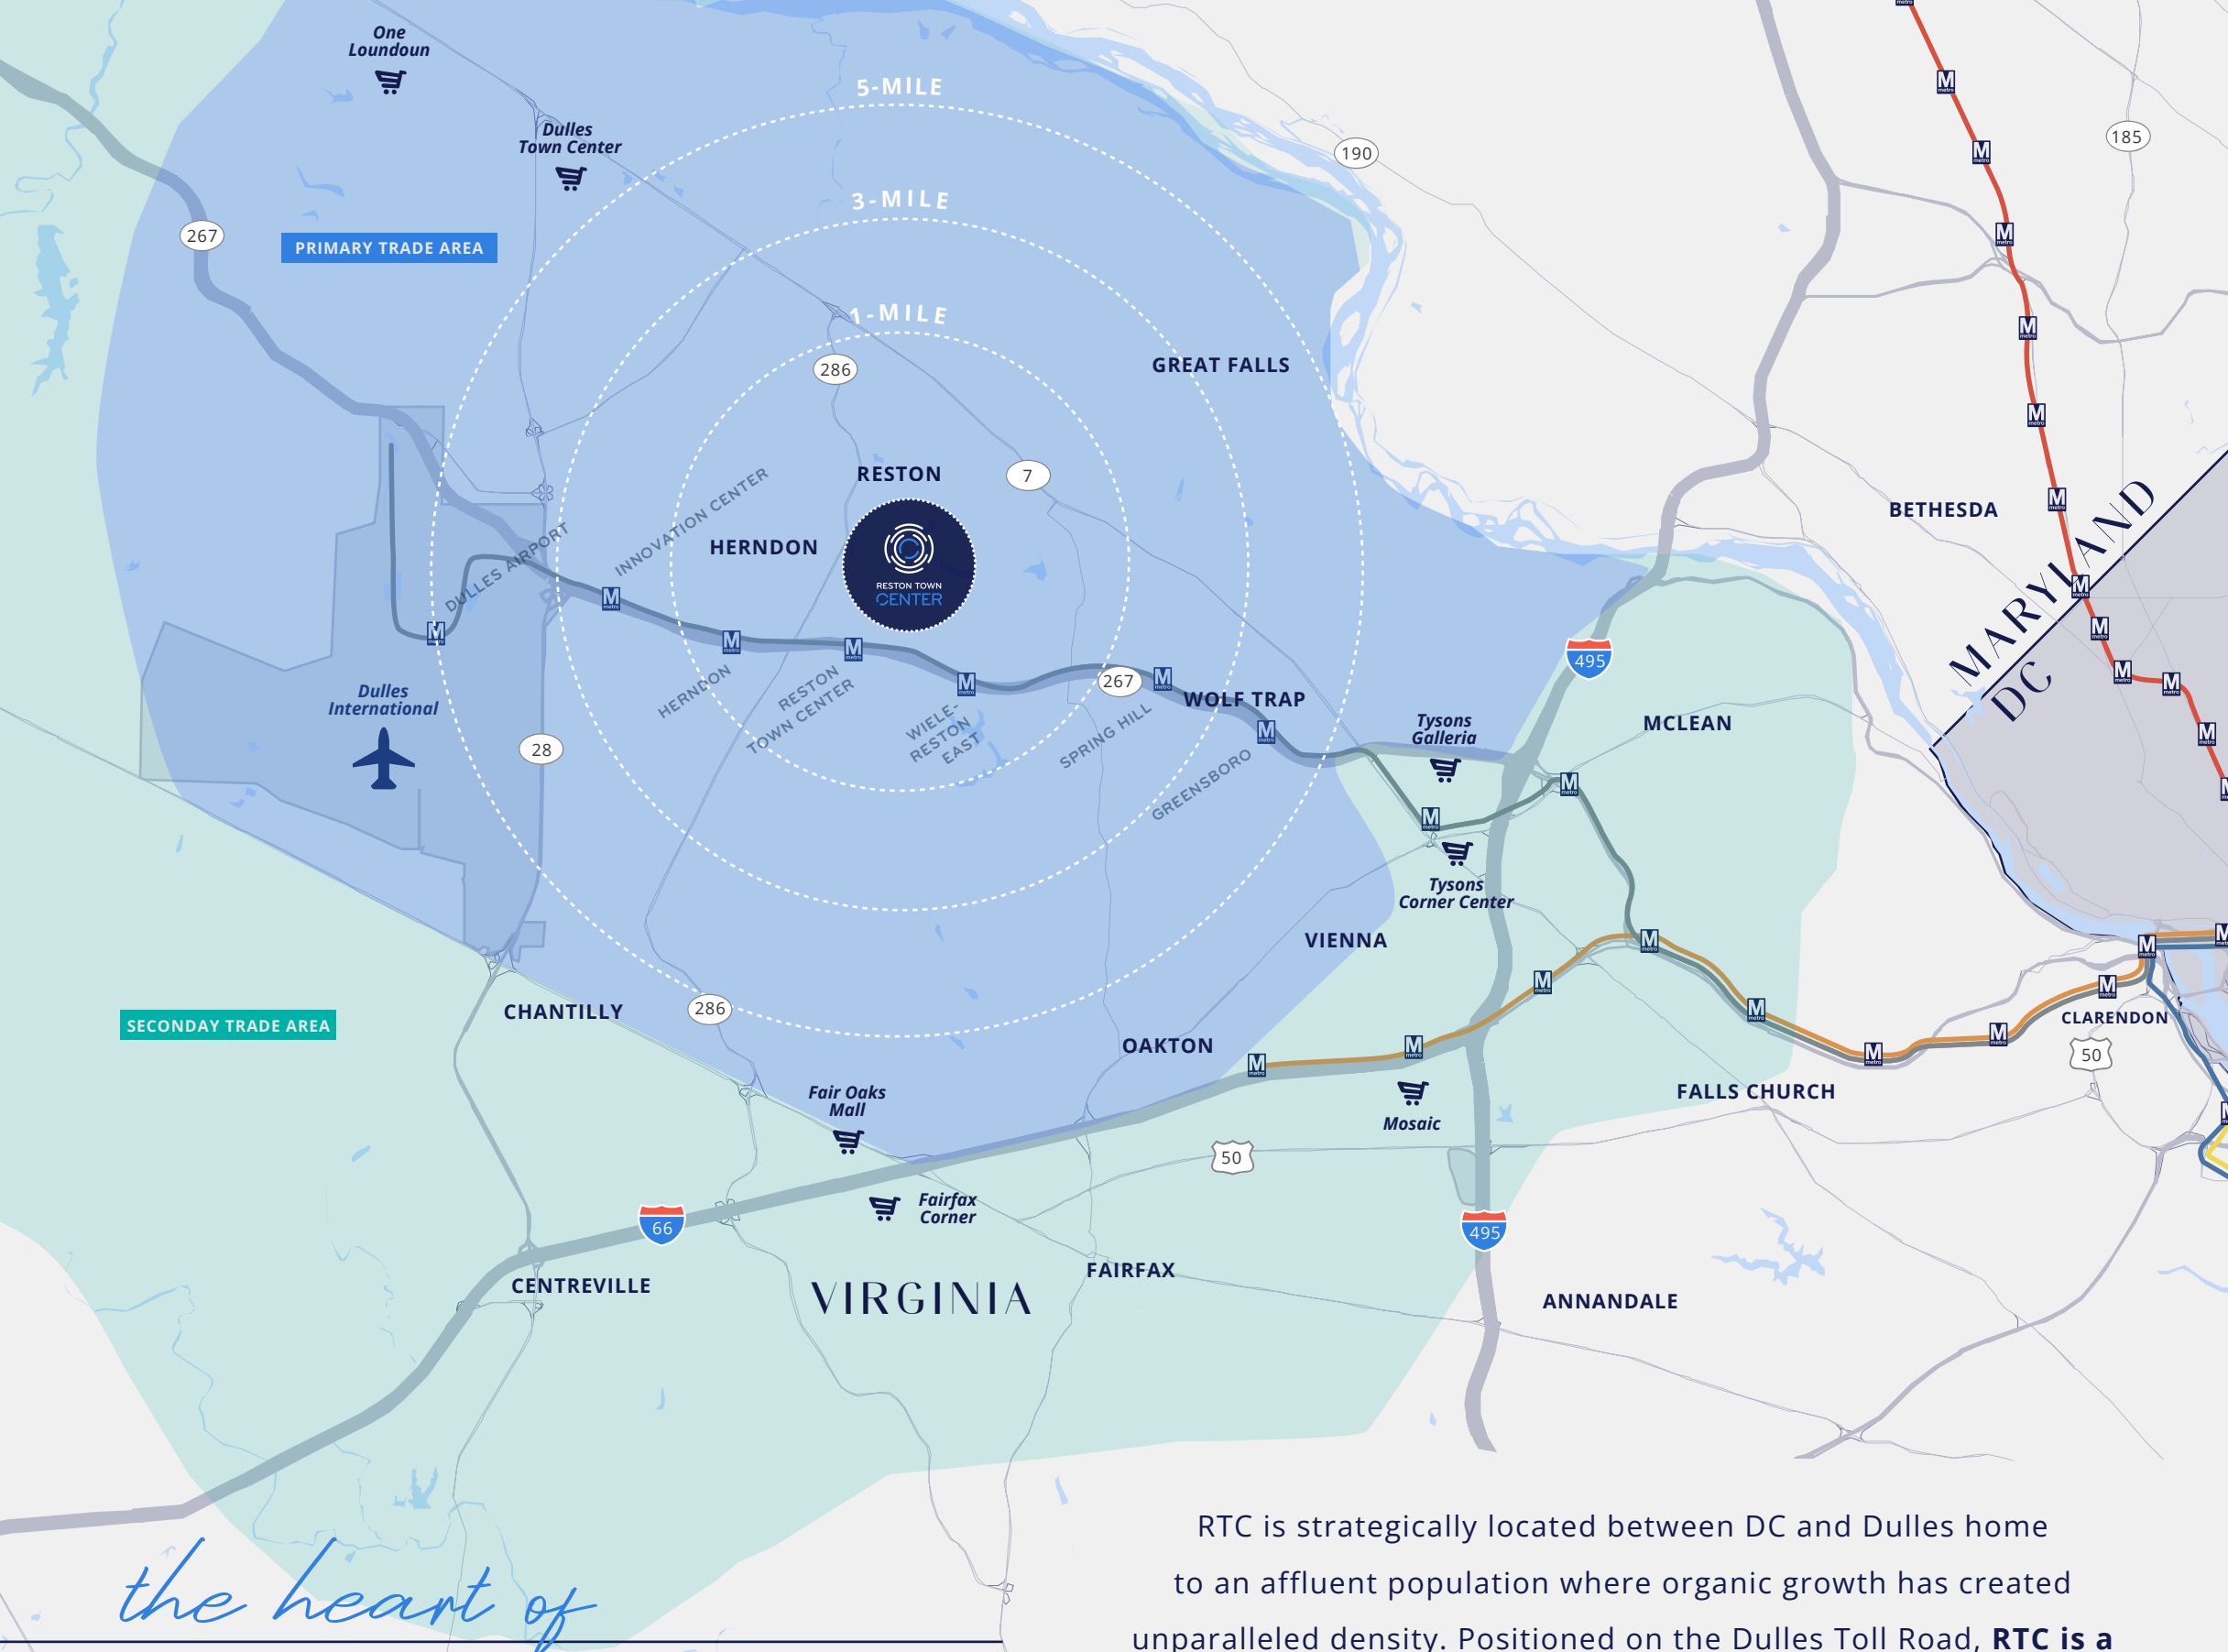 One
Loundoun
5-MILE
Dulles
Town Center
190
185
3-MILE
267
PRIMARY TRADE AREA
1-MILE
286
GREAT FALLS
RESTON
7
INNOVATION CENTER
BETHESDA
MARYLAND
DC
HERNDON
DULLES AIRPORT
RESTON TOWN
CENTER
M
metro
495
267
WOLF TRAP
HERNDON
RESTON
TOWN CENTER
WIELE-
RESTON
EAST
SPRING HILL
GREENSBORO
Dulles
International
28
Tysons
Galleria
MCLEAN
Tysons
Corner Center
VIENNA
CHANTILLY
286
SECONDAY TRADE AREA
OAKTON
CLARENDON
50
Fair Oaks
Mall
FALLS CHURCH
Mosaic
50
Fairfax
Corner
66
495
FAIRFAX
CENTREVILLE
VIRGINIA
ANNANDALE
the heart of
RTC is strategically located between DC and Dulles home
to an affluent population where organic growth has created
unparalleled density. Positioned on the Dulles Toll Road, RTC is a